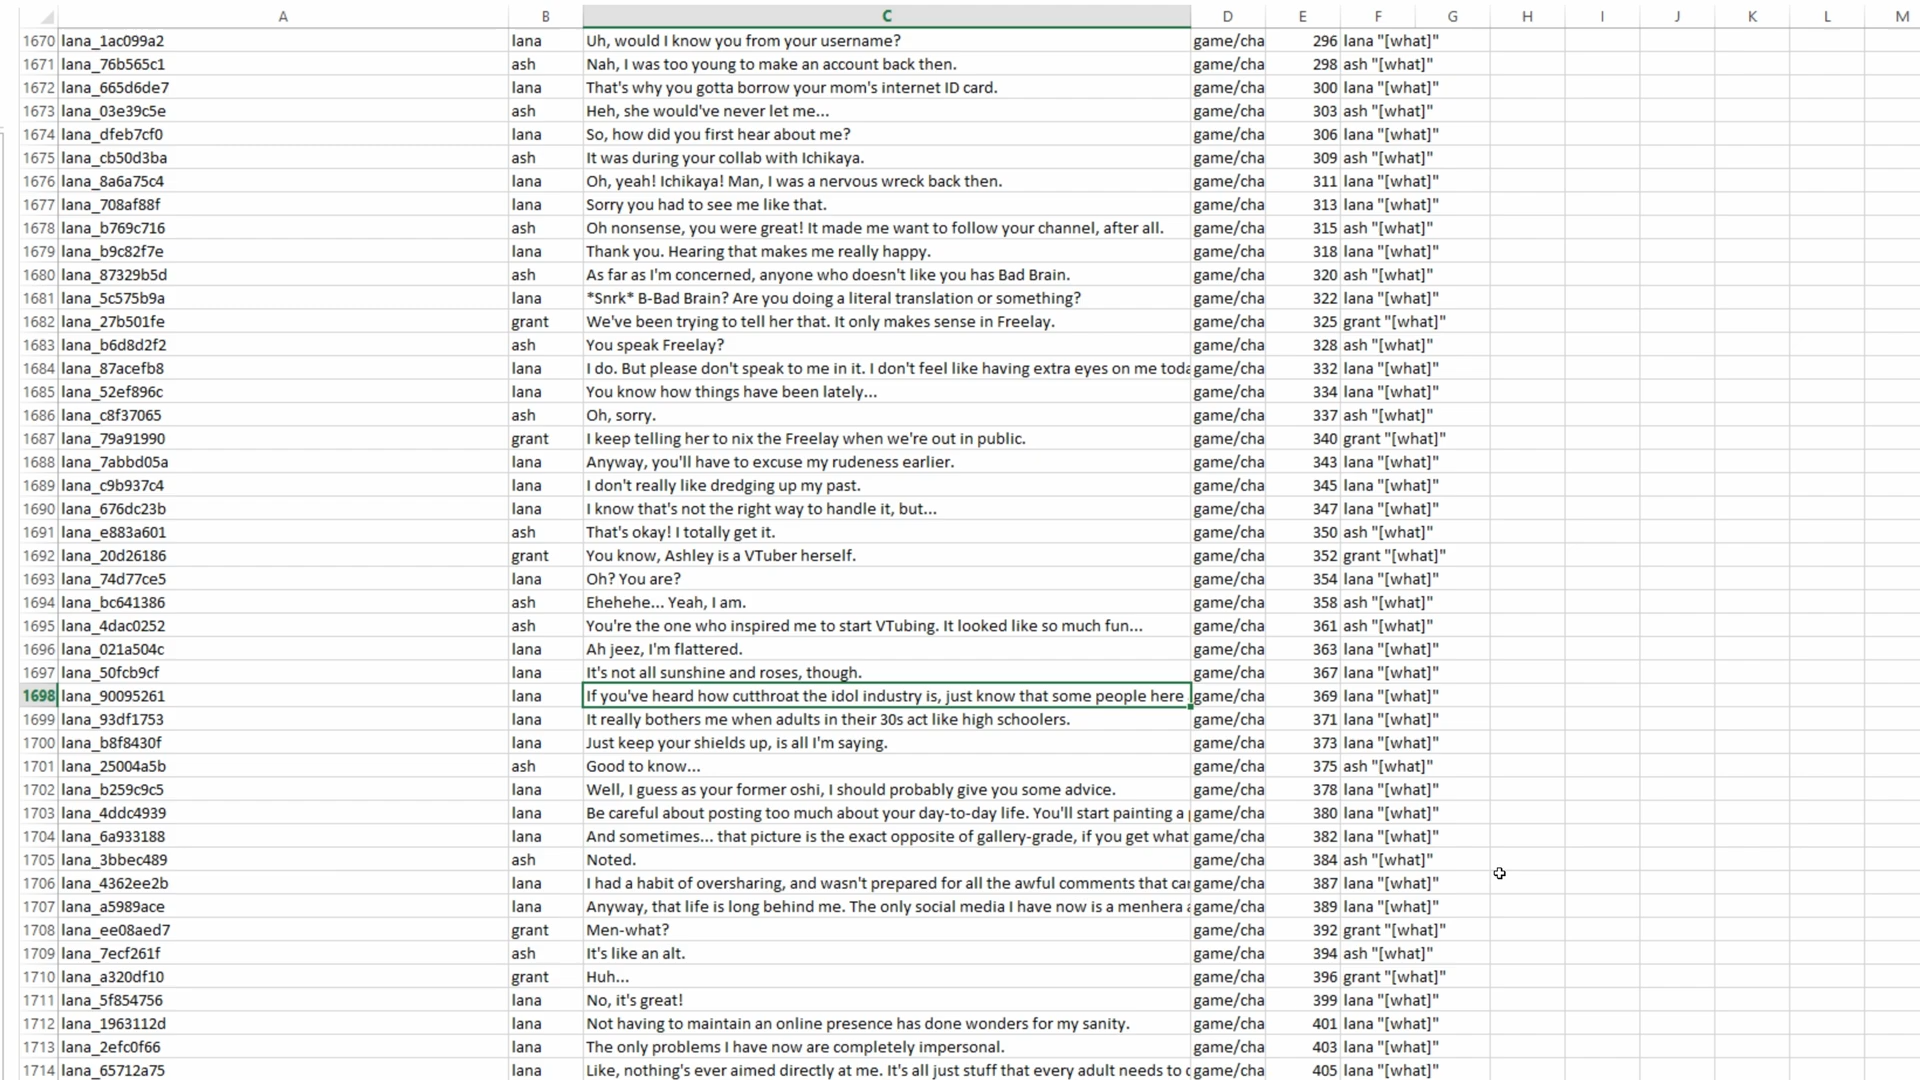 A B C D E F G H I J K L M
1670 lana_1ac099a2 lana Uh, would I know you from your username? game/cha 296 lana "[what]"
1671 lana_76b565c1 ash Nah, I was too young to make an account back then. game/cha 298 ash "[what]"
1672 lana_665d6de7 lana That's why you gotta borrow your mom's internet ID card. game/cha 300 lana "[what]"
1673 lana_03e39c5e ash Heh, she would've never let me... game/cha 303 ash "[what]"
1674 lana_dfeb7cf0 lana So, how did you first hear about me? game/cha 306 lana "[what]"
1675 lana_cb50d3ba ash It was during your collab with Ichikaya. game/cha 309 ash "[what]"
1676 lana_8a6a75c4 lana Oh, yeah! Ichikaya! Man, I was a nervous wreck back then. game/cha 311 lana "[what]"
1677 lana_708af88f lana Sorry you had to see me like that. game/cha 313 lana "[what]"
1678 lana_b769c716 ash Oh nonsense, you were great! It made me want to follow your channel, after all. game/cha 315 ash "[what]"
1679 lana_b9c82f7e lana Thank you. Hearing that makes me really happy. game/cha 318 lana "[what]"
1680 lana_87329b5d ash As far as I'm concerned, anyone who doesn't like you has Bad Brain. game/cha 320 ash "[what]"
1681 lana_5c575b9a lana *Snrk* B-Bad Brain? Are you doing a literal translation or something? game/cha 322 lana "[what]"
1682 lana_27b501fe grant We've been trying to tell her that. It only makes sense in Freelay. game/cha 325 grant "[what]"
1683 lana_b6d8d2f2 ash You speak Freelay? game/cha 328 ash "[what]"
1684 lana_87acefb8 lana I do. But please don't speak to me in it. I don't feel like having extra eyes on me toda game/cha 332 lana "[what]"
1685 lana_52ef896c lana You know how things have been lately... game/cha 334 lana "[what]"
1686 lana_c8f37065 ash Oh, sorry. game/cha 337 ash "[what]"
1687 lana_79a91990 grant I keep telling her to nix the Freelay when we're out in public. game/cha 340 grant "[what]"
1688 lana_7abbd05a lana Anyway, you'll have to excuse my rudeness earlier. game/cha 343 lana "[what]"
1689 lana_c9b937c4 lana I don't really like dredging up my past. game/cha 345 lana "[what]"
1690 lana_676dc23b lana I know that's not the right way to handle it, but... game/cha 347 lana "[what]"
1691 lana_e883a601 ash That's okay! I totally get it. game/cha 350 ash "[what]"
1692 lana_20d26186 grant You know, Ashley is a VTuber herself. game/cha 352 grant "[what]"
1693 lana_74d77ce5 lana Oh? You are? game/cha 354 lana "[what]"
1694 lana_bc641386 ash Ehehehe... Yeah, I am. game/cha 358 ash "[what]"
1695 lana_4dac0252 ash You're the one who inspired me to start VTubing. It looked like so much fun... game/cha 361 ash "[what]"
1696 lana_021a504c lana Ah jeez, I'm flattered. game/cha 363 lana "[what]"
1697 lana_50fcb9cf lana It's not all sunshine and roses, though. game/cha 367 lana "[what]"
1698 lana_90095261 lana If you've heard how cutthroat the idol industry is, just know that some people here game/cha 369 lana "[what]"
1699 lana_93df1753 lana It really bothers me when adults in their 30s act like high schoolers. game/cha 371 lana "[what]"
1700 lana_b8f8430f lana Just keep your shields up, is all I'm saying. game/cha 373 lana "[what]"
1701 lana_25004a5b ash Good to know... game/cha 375 ash "[what]"
1702 lana_b259c9c5 lana Well, I guess as your former oshi, I should probably give you some advice. game/cha 378 lana "[what]"
1703 lana_4ddc4939 lana Be careful about posting too much about your day-to-day life. You'll start painting a game/cha 380 lana "[what]"
1704 lana_6a933188 lana And sometimes... that picture is the exact opposite of gallery-grade, if you get what game/cha 382 lana "[what]"
1705 lana_3bbec489 ash Noted. game/cha 384 ash "[what]"
1706 lana_4362ee2b lana I had a habit of oversharing, and wasn't prepared for all the awful comments that car game/cha 387 lana "[what]"
1707 lana_a5989ace lana Anyway, that life is long behind me. The only social media I have now is a menhera a game/cha 389 lana "[what]"
1708 lana_ee08aed7 grant Men-what? game/cha 392 grant "[what]"
1709 lana_7ecf261f ash It's like an alt. game/cha 394 ash "[what]"
1710 lana_a320df10 grant Huh... game/cha 396 grant "[what]"
1711 lana_5f854756 lana No, it's great! game/cha 399 lana "[what]"
1712 lana_1963112d lana Not having to maintain an online presence has done wonders for my sanity. game/cha 401 lana "[what]"
1713 lana_2efc0f66 lana The only problems I have now are completely impersonal. game/cha 403 lana "[what]"
1714 lana_65712a75 lana Like, nothing's ever aimed directly at me. It's all just stuff that every adult needs to game/cha 405 lana "[what]"